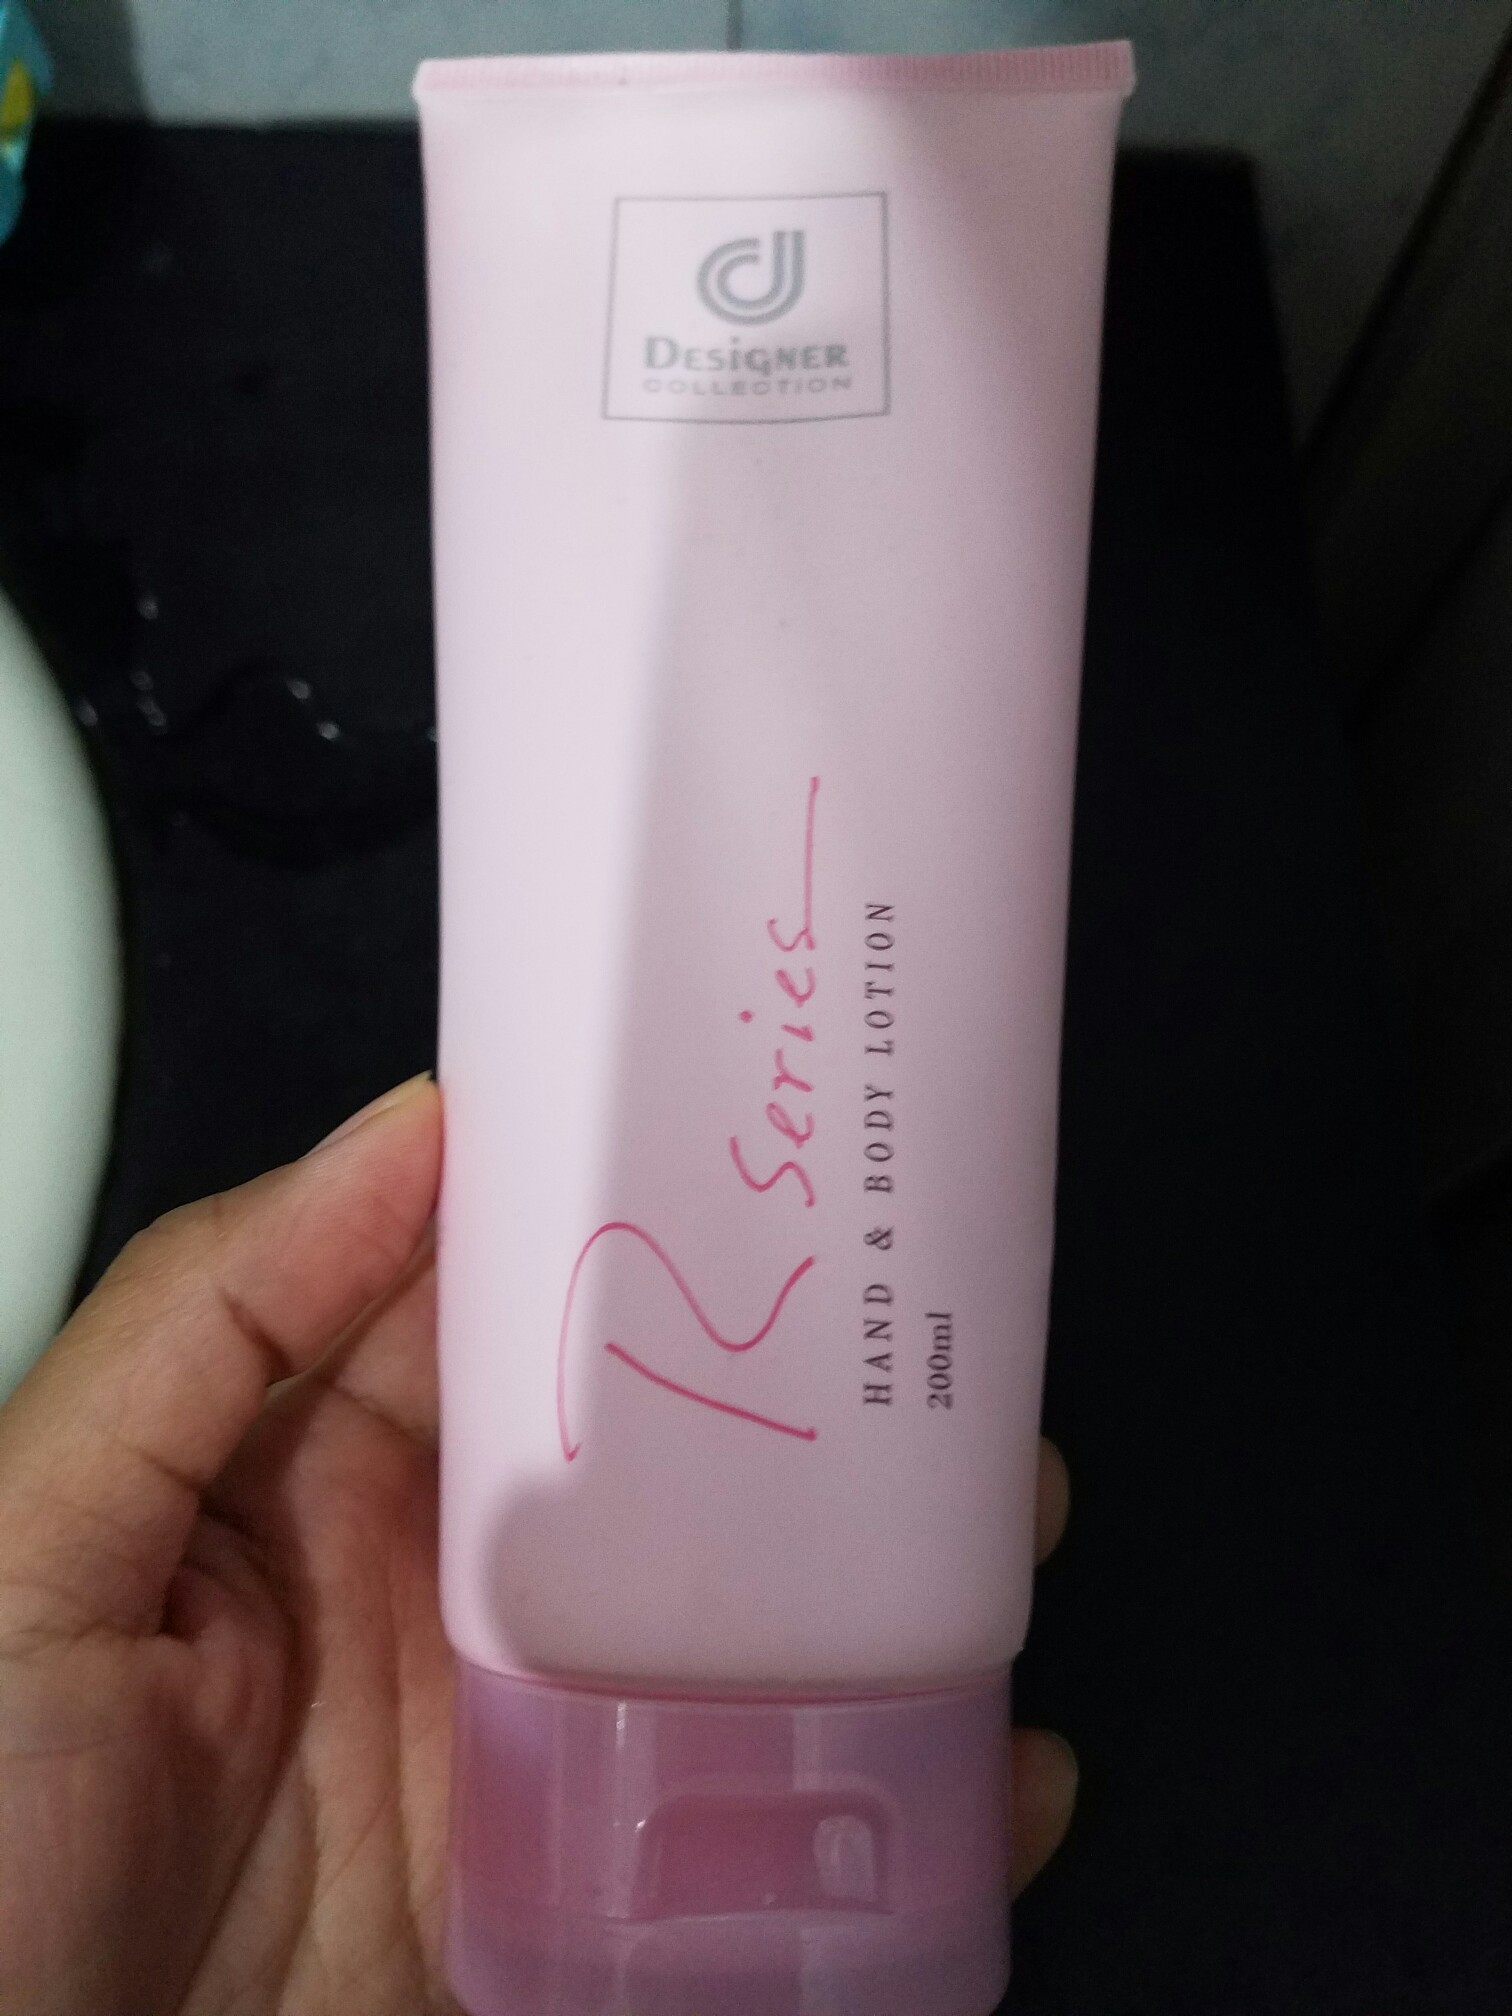 d
DESiGNER
COLLECTION
R Series
HAND & BODY LOTION
200ml